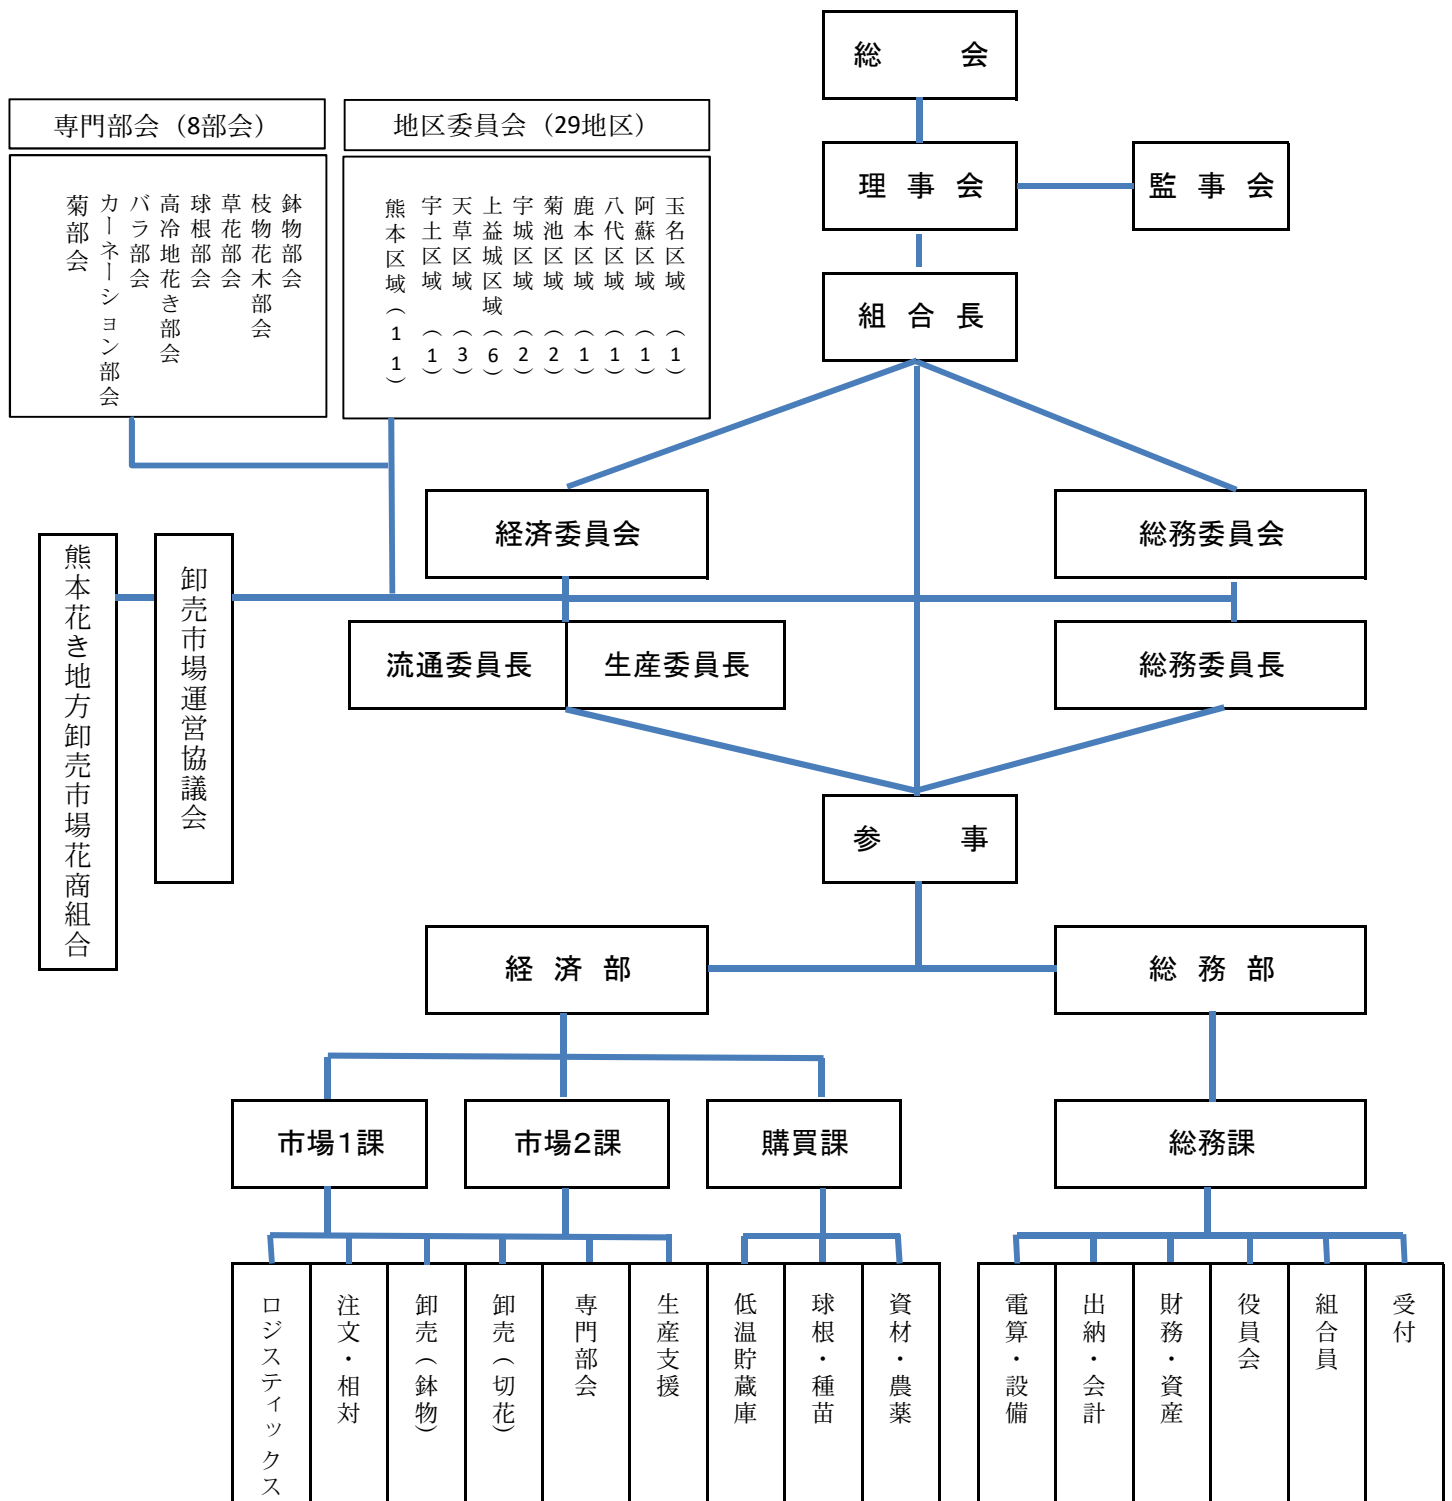 総　会
専門部会（8部会）
地区委員会（29地区）
理 事 会
監 事 会
鉢物部会
枝物花木部会
草花部会
球根部会
高冷地花き部会
バラ部会
カーネーション部会
菊部会
玉名区域（1）
阿蘇区域（1）
八代区域（1）
鹿本区域（1）
菊池区域（2）
宇城区域（2）
上益城区域（6）
天草区域（3）
宇土区域（1）
熊本区域（11）
組 合 長
経済委員会
総務委員会
卸売市場運営協議会
熊本花き地方卸売市場花商組合
流通委員長
生産委員長
総務委員長
参　事
経 済 部
総 務 部
市場1課
市場2課
購買課
総務課
ロジスティックス
注文・相対
卸売（鉢物）
卸売（切花）
専門部会
生産支援
低温貯蔵庫
球根・種苗
資材・農薬
電算・設備
出納・会計
財務・資産
役員会
組合員
受付